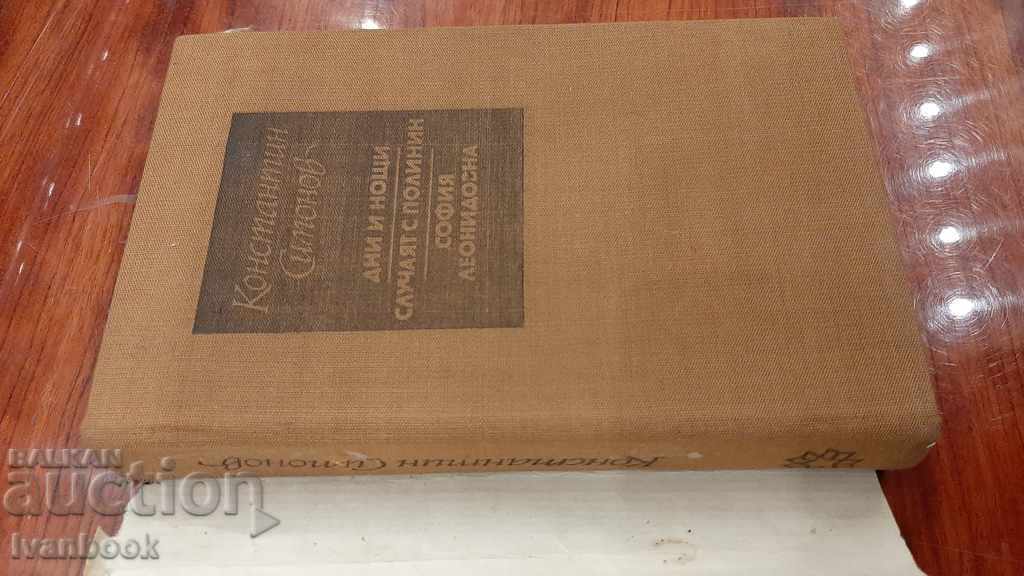 Константин
Симонов
ДНИ И НОЩИ
СЛУЧАЯТ С ПОЛИНИН
СОФИЯ
ЛЕОНИДОВНА
Константин Симонов
BALKAN
auction
Ivanbook